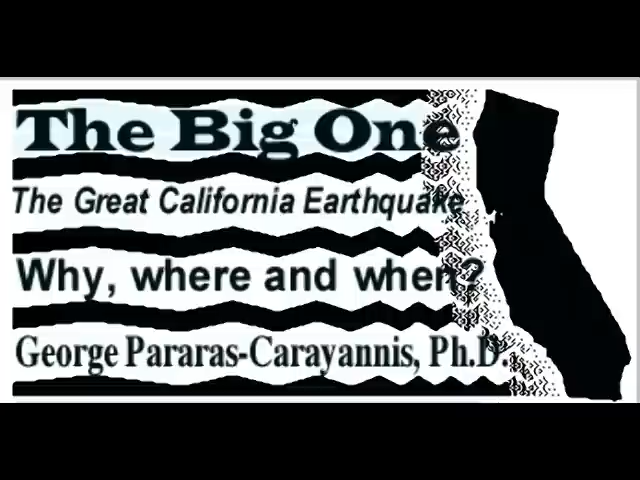 The Big One
The Great California Earthquake
Why, where and when?
George Pararas-Carayannis, Ph.D.